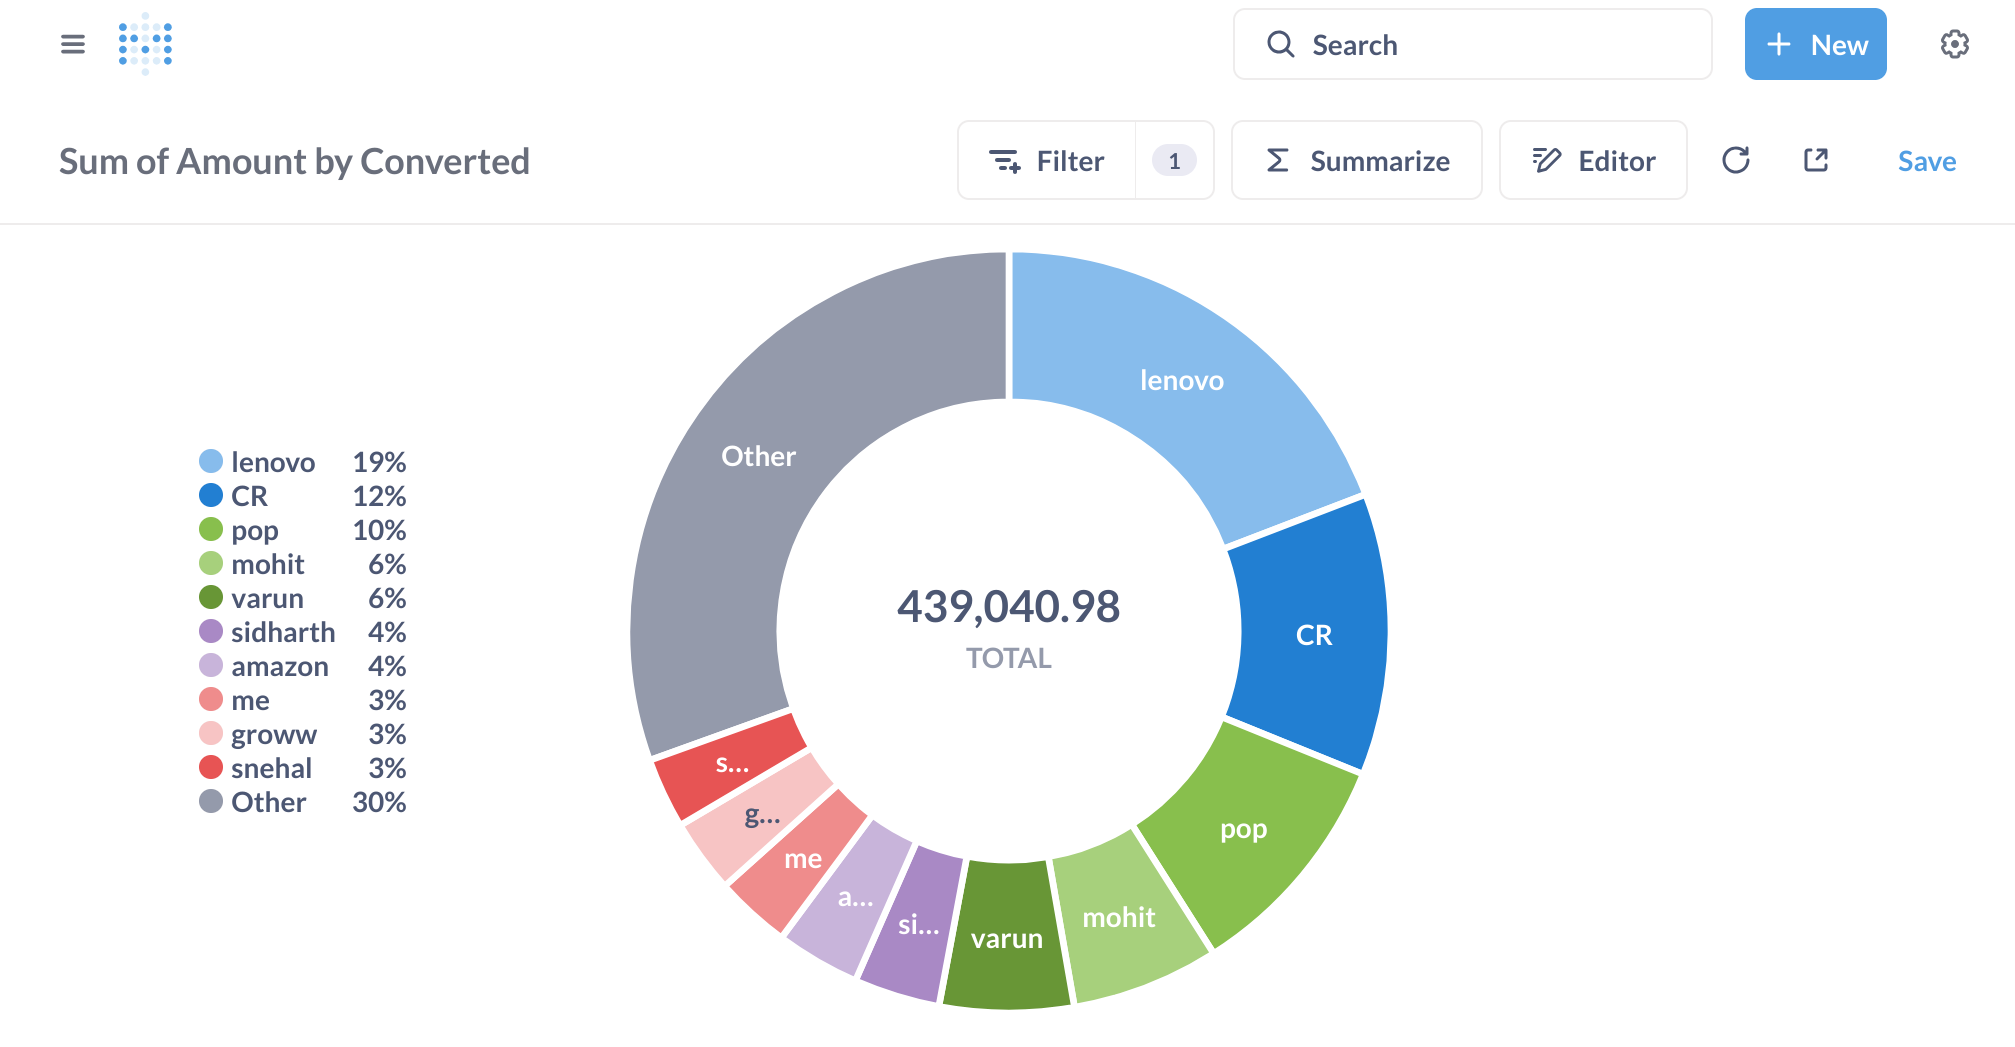 Search
+ New
Sum of Amount by Converted
Filter 1
Summarize
Editor
Save
lenovo 19%
CR 12%
pop 10%
mohit 6%
varun 6%
sidharth 4%
amazon 4%
me 3%
groww 3%
snehal 3%
Other 30%
lenovo
Other
439,040.98
TOTAL
CR
s...
g...
pop
me
a...
si...
varun
mohit